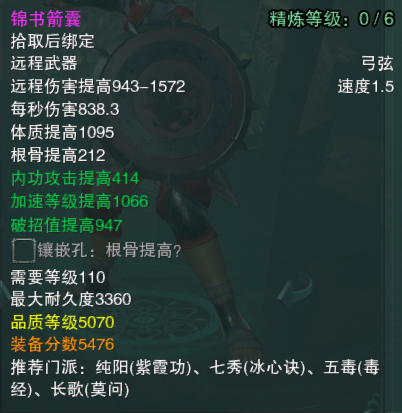 锦书箭囊 精炼等级：0 / 6
拾取后绑定
远程武器 弓弦
远程伤害提高943-1572 速度1.5
每秒伤害838.3
体质提高1095
根骨提高212
内功攻击提高414
加速等级提高1066
破招值提高947
镶嵌孔：根骨提高?
需要等级110
最大耐久度3360
品质等级5070
装备分数5476
推荐门派：纯阳(紫霞功)、七秀(冰心诀)、五毒(毒
经)、长歌(莫问)